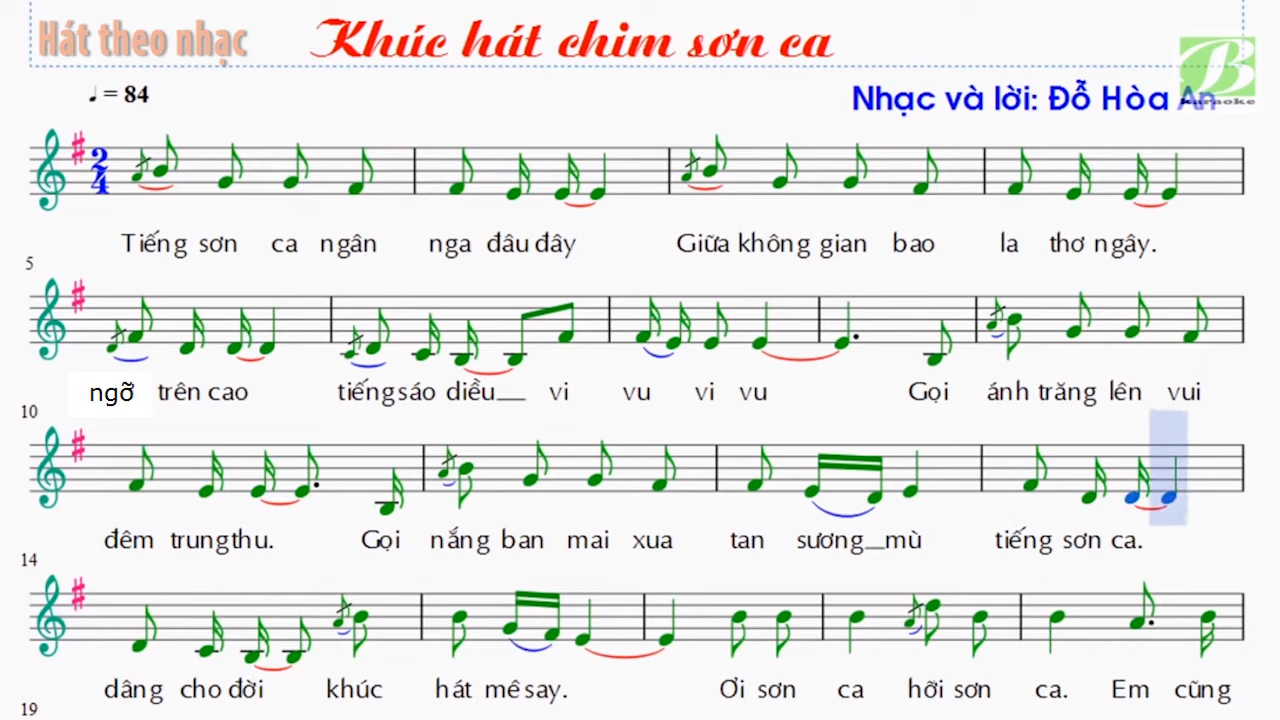 Hát theo nhạc
Khúc hát chim sơn ca
♩ = 84
Nhạc và lời: Đỗ Hòa An
B
karaoke
2
4
Tiếng sơn ca ngân nga đâu đây Giữa không gian bao la thơ ngây.
5
ngỡ trên cao tiếng sáo diều vi vu vi vu Gọi ánh trăng lên vui
10
đêm trung thu. Gọi nắng ban mai xua tan sương mù tiếng sơn ca.
14
dâng cho đời khúc hát mê say. Ơi sơn ca hỡi sơn ca. Em cũng
19